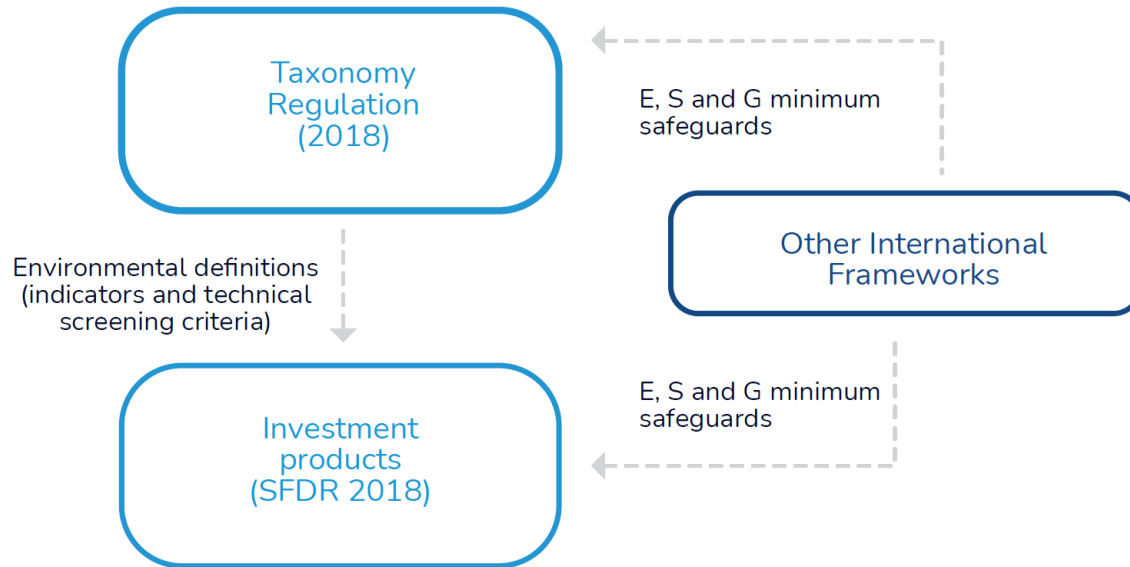 Taxonomy
Regulation
(2018)
E, S and G minimum
safeguards
Other International
Frameworks
Environmental definitions
(indicators and technical
screening criteria)
E, S and G minimum
safeguards
Investment
products
(SFDR 2018)